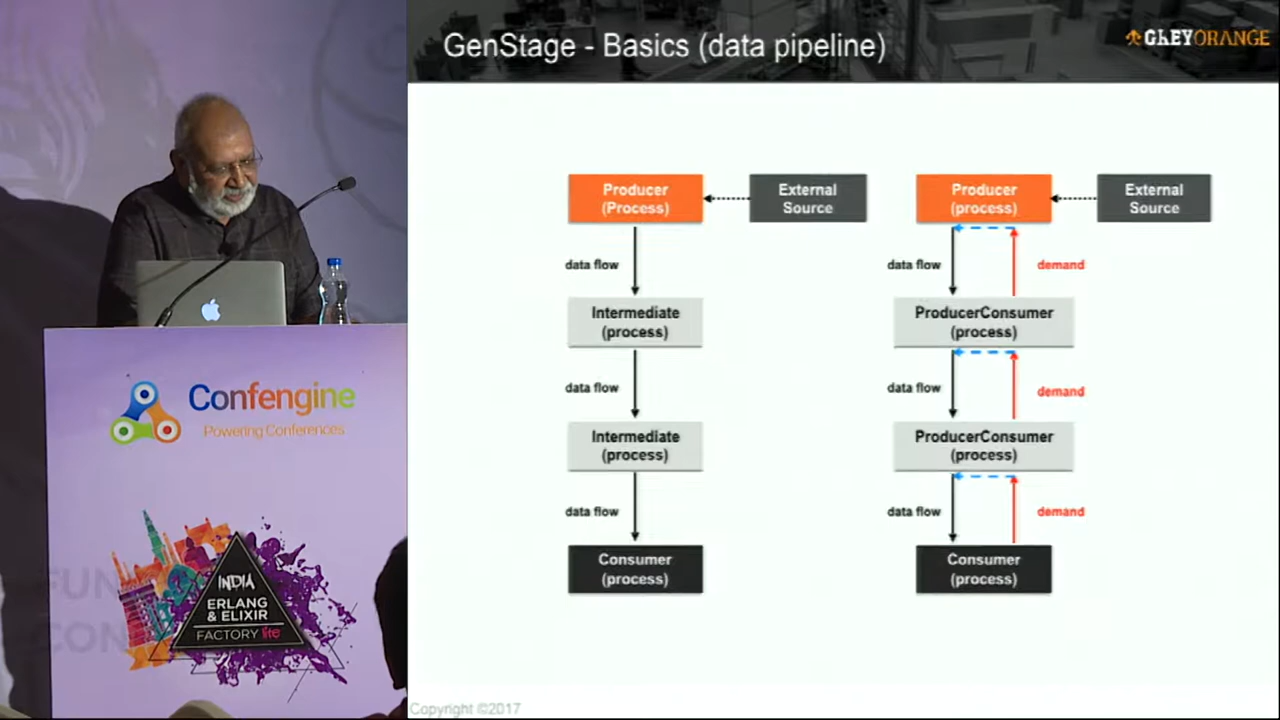 GenStage - Basics (data pipeline)
GREYORANGE
Producer
(Process)
External
Source
Producer
(process)
External
Source
data flow
data flow
demand
Intermediate
(process)
ProducerConsumer
(process)
data flow
data flow
demand
Intermediate
(process)
ProducerConsumer
(process)
data flow
data flow
demand
Consumer
(process)
Consumer
(process)
Copyright ©2017
Confengine
Powering Conferences
INDIA
ERLANG
& ELIXIR
FACTORY lite
FUN
CON